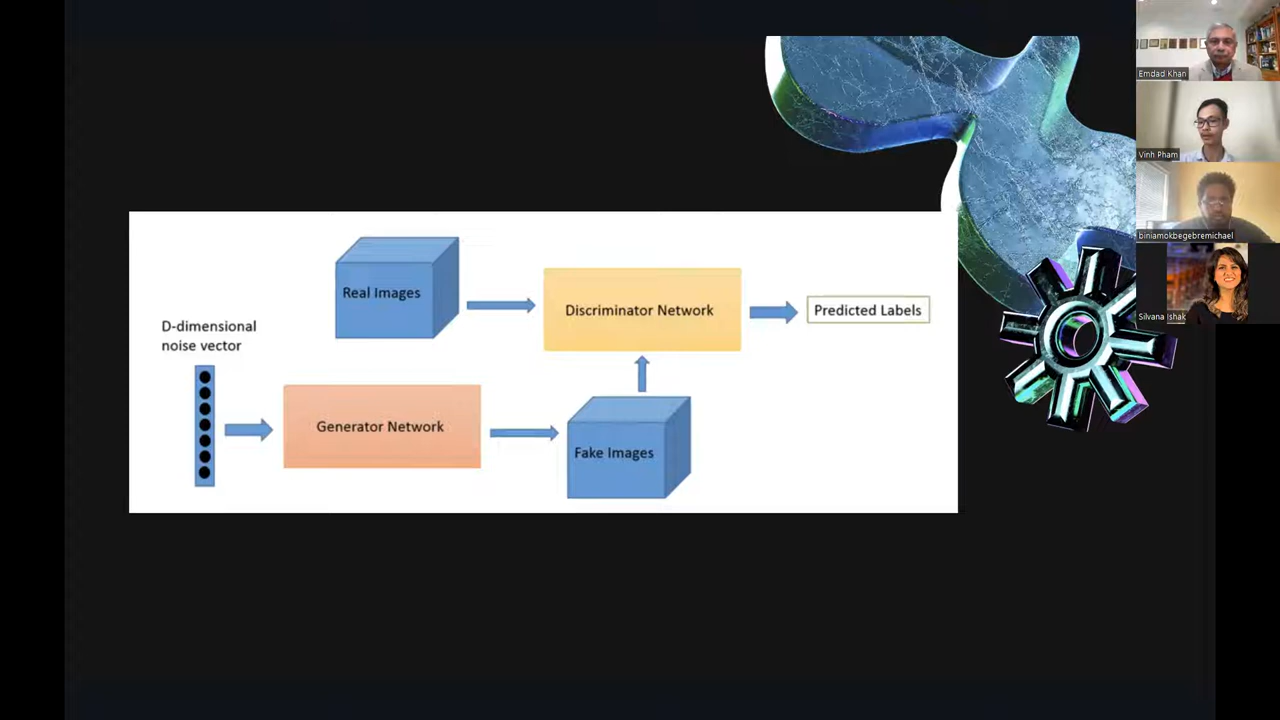 Real Images
Discriminator Network
Predicted Labels
D-dimensional
noise vector
Generator Network
Fake Images
Emdad Khan
Vinh Pham
biniamokbegebremichael
Silvana Ishak